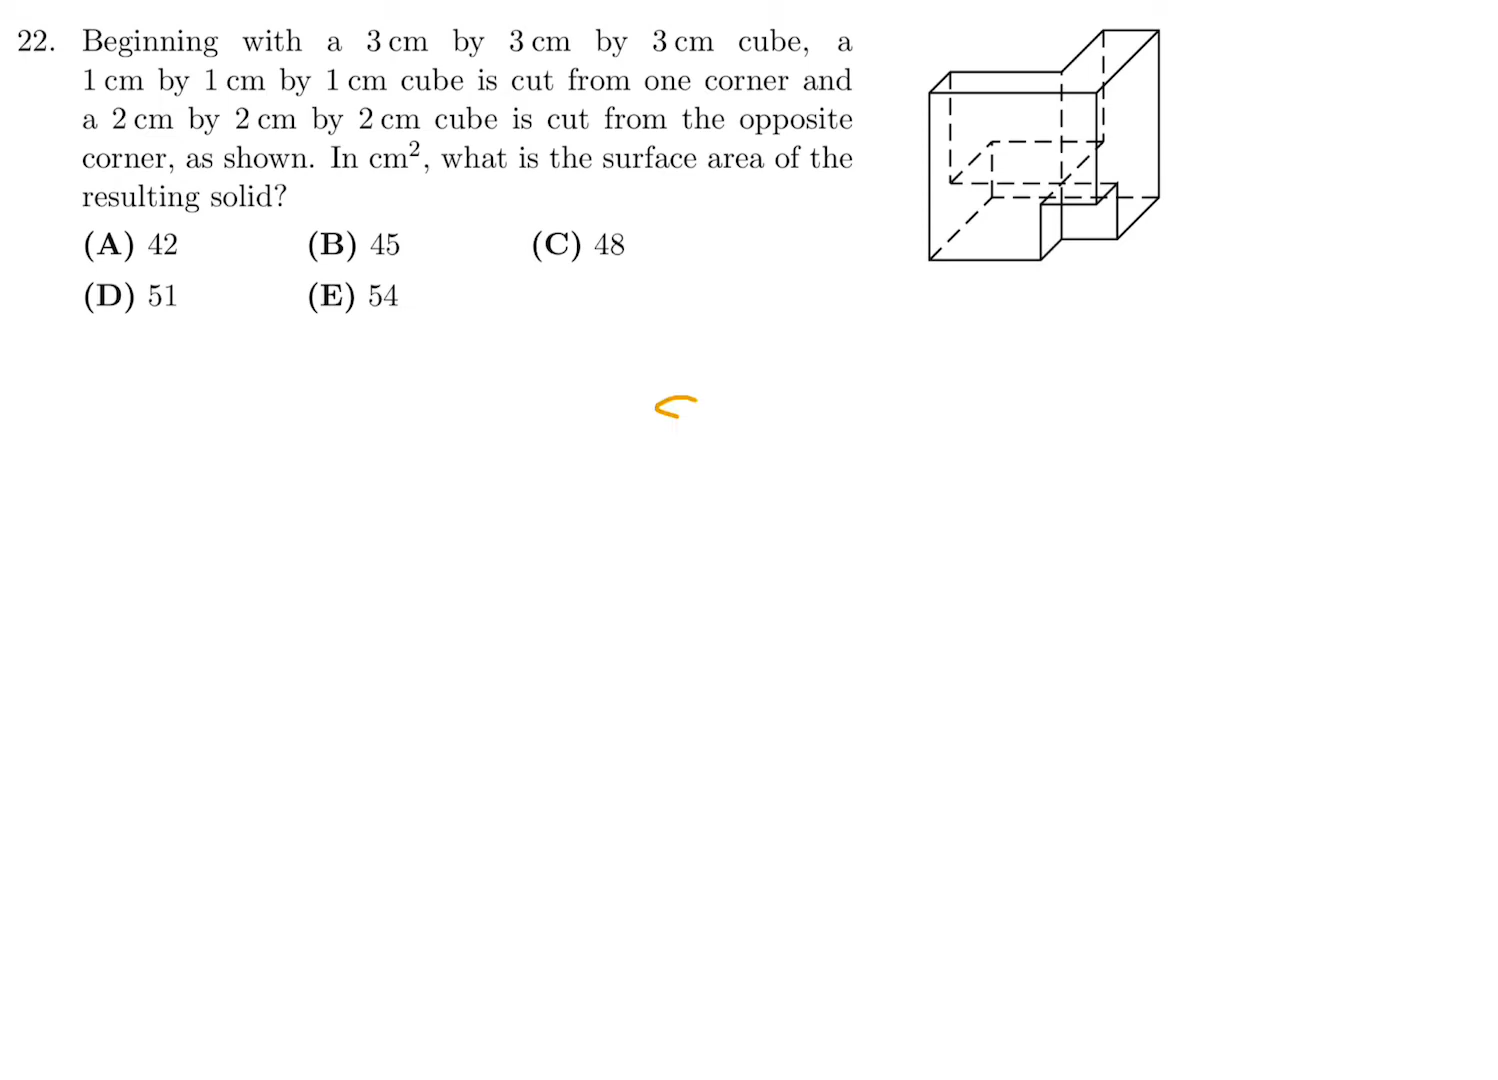 22. Beginning with a 3 cm by 3 cm by 3 cm cube, a
1 cm by 1 cm by 1 cm cube is cut from one corner and
a 2 cm by 2 cm by 2 cm cube is cut from the opposite
corner, as shown. In cm², what is the surface area of the
resulting solid?
(A) 42 (B) 45 (C) 48
(D) 51 (E) 54